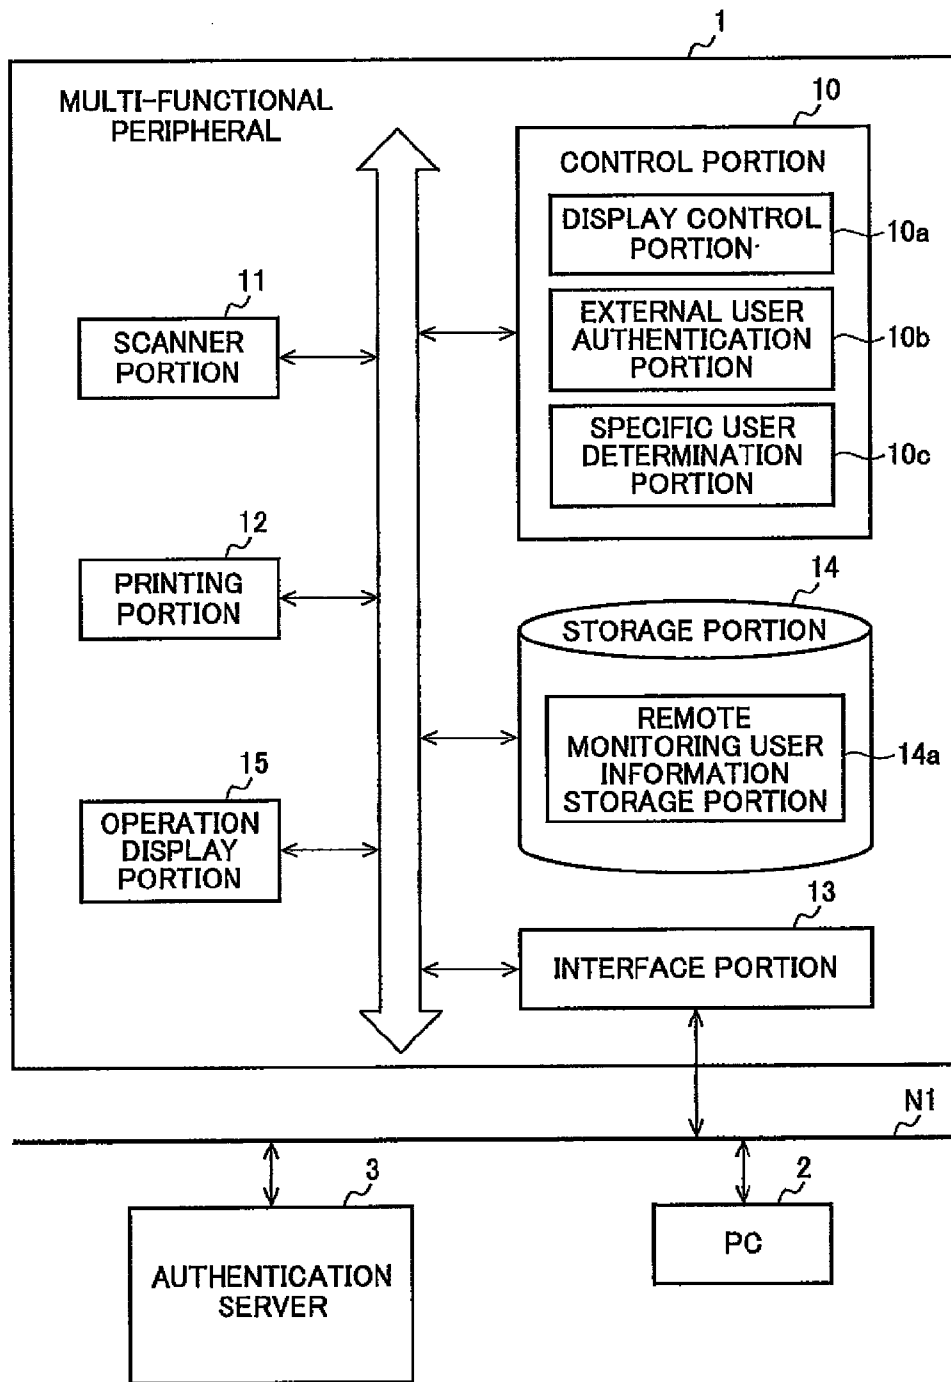 1
MULTI-FUNCTIONAL
PERIPHERAL
10
CONTROL PORTION
DISPLAY CONTROL
PORTION
10a
EXTERNAL USER
AUTHENTICATION
PORTION
10b
SPECIFIC USER
DETERMINATION
PORTION
10c
11
SCANNER
PORTION
12
PRINTING
PORTION
14
STORAGE PORTION
REMOTE
MONITORING USER
INFORMATION
STORAGE PORTION
14a
15
OPERATION
DISPLAY
PORTION
13
INTERFACE PORTION
N1
3
AUTHENTICATION
SERVER
2
PC